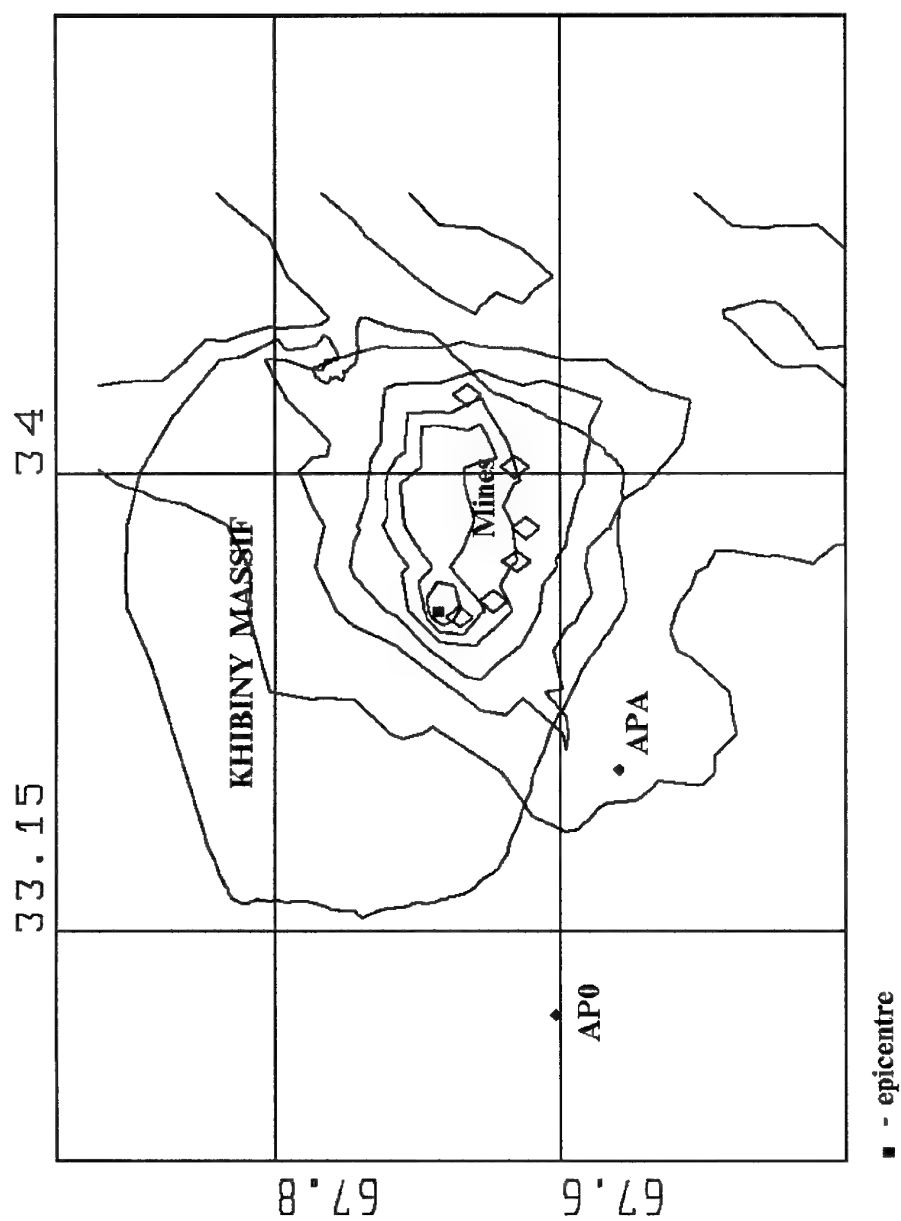 33.15
34
67.8
67.6
KHIBINY MASSIF
Mines
APA
AP0
■ - epicentre